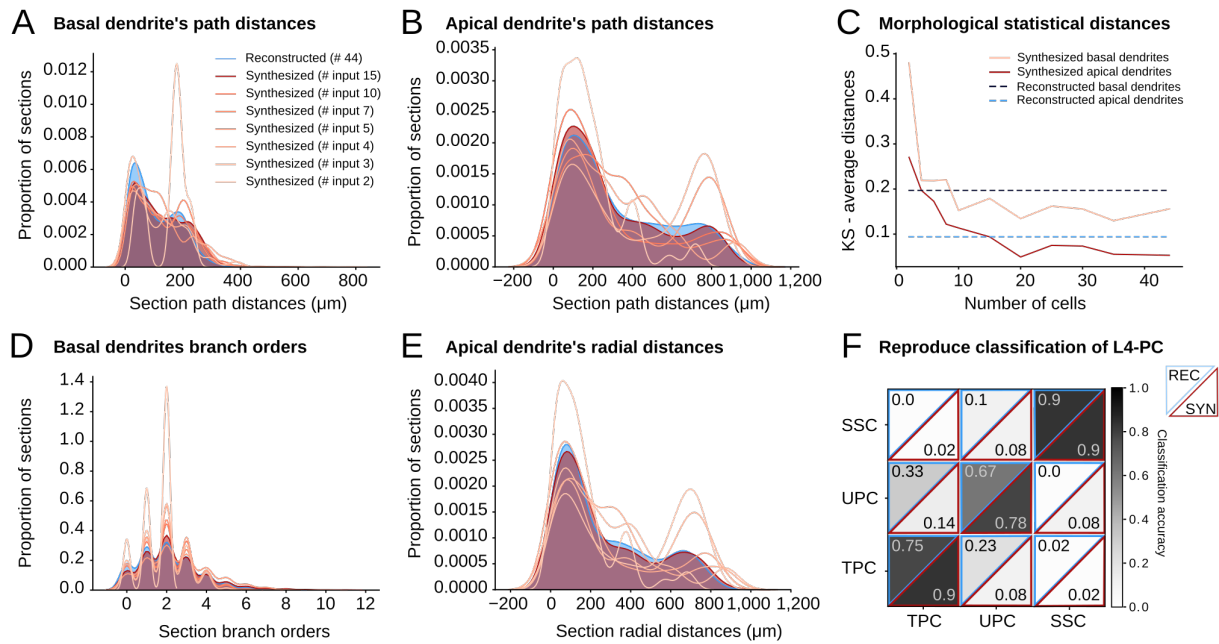 A Basal dendrite's path distances
Proportion of sections
0.012
0.010
0.008
0.006
0.004
0.002
0.000
0 200 400 600 800
Section path distances (μm)
Reconstructed (# 44)
Synthesized (# input 15)
Synthesized (# input 10)
Synthesized (# input 7)
Synthesized (# input 5)
Synthesized (# input 4)
Synthesized (# input 3)
Synthesized (# input 2)
B Apical dendrite's path distances
Proportion of sections
0.0035
0.0030
0.0025
0.0020
0.0015
0.0010
0.0005
0.0000
−200 0 200 400 600 800 1,000 1,200
Section path distances (μm)
C Morphological statistical distances
KS - average distances
0.5
0.4
0.3
0.2
0.1
0 10 20 30 40
Number of cells
Synthesized basal dendrites
Synthesized apical dendrites
Reconstructed basal dendrites
Reconstructed apical dendrites
D Basal dendrites branch orders
Proportion of sections
1.4
1.2
1.0
0.8
0.6
0.4
0.2
0.0
0 2 4 6 8 10 12
Section branch orders
E Apical dendrite's radial distances
Proportion of sections
0.0040
0.0035
0.0030
0.0025
0.0020
0.0015
0.0010
0.0005
0.0000
−200 0 200 400 600 800 1,000 1,200
Section radial distances (μm)
F Reproduce classification of L4-PC
REC
SYN
SSC
0.0 0.1 0.9
0.02 0.08 0.9
UPC
0.33 0.67 0.0
0.14 0.78 0.08
TPC
0.75 0.23 0.02
0.9 0.08 0.02
TPC UPC SSC
1.0
0.8
0.6
0.4
0.2
0.0
Classification accuracy